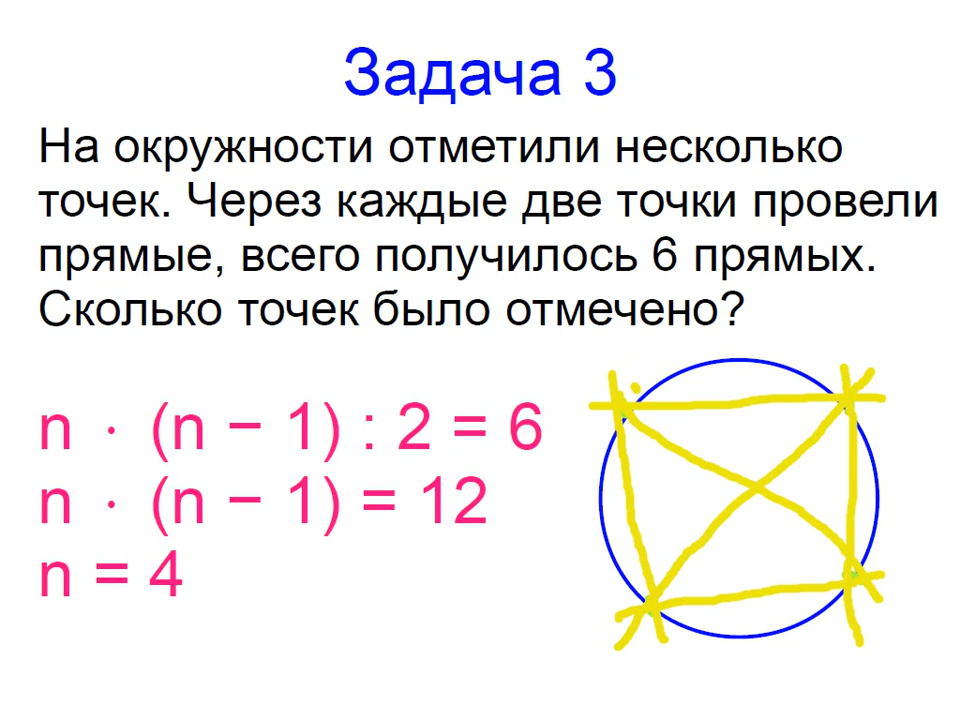 Задача 3
На окружности отметили несколько
точек. Через каждые две точки провели
прямые, всего получилось 6 прямых.
Сколько точек было отмечено?
n · (n − 1) : 2 = 6
n · (n − 1) = 12
n = 4